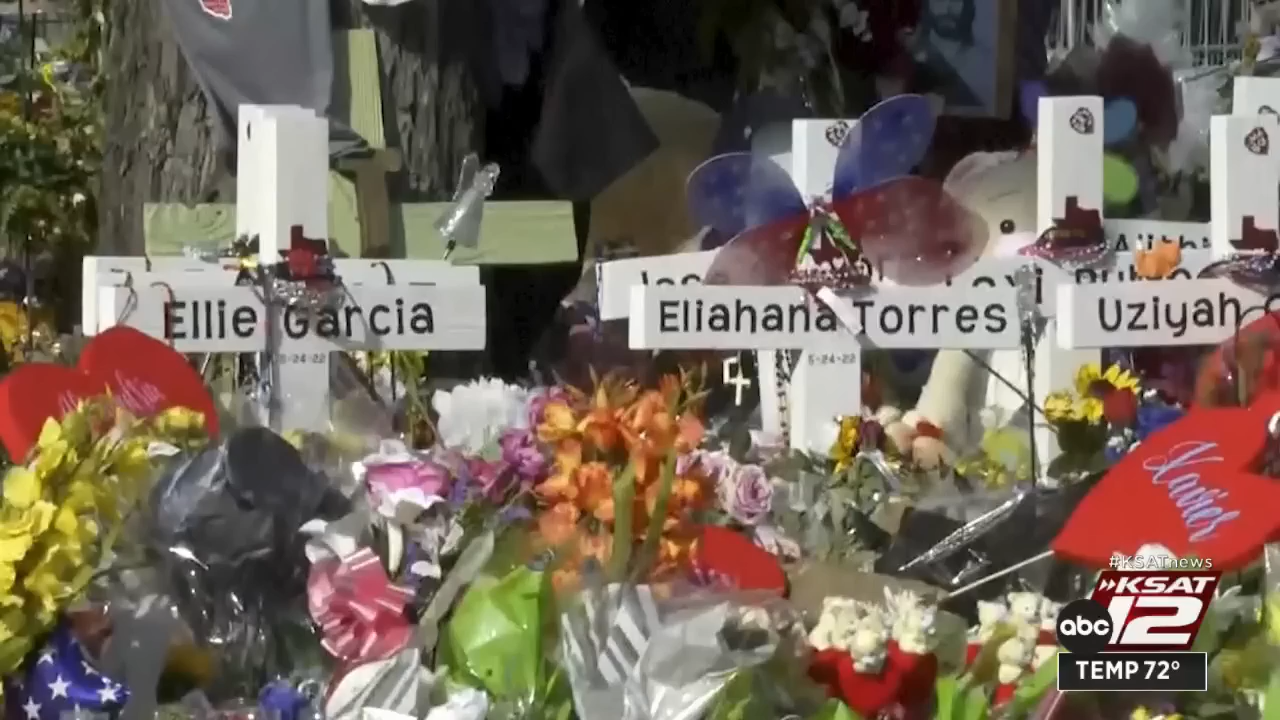 Ellie Garcia
5-24-22
Eliahana Torres
5-24-22
Uziyah
Xavier
#KSATnews
KSAT
12
abc
TEMP 72°